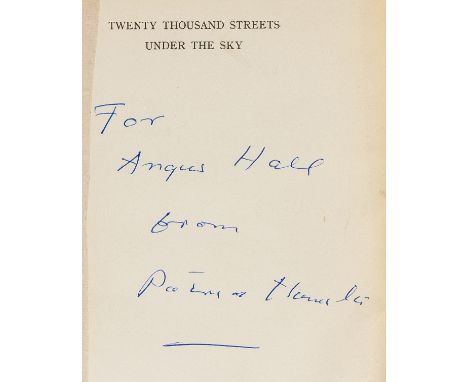 TWENTY THOUSAND STREETS
UNDER THE SKY
For
Angus Hall
from
Patrick Hamilton